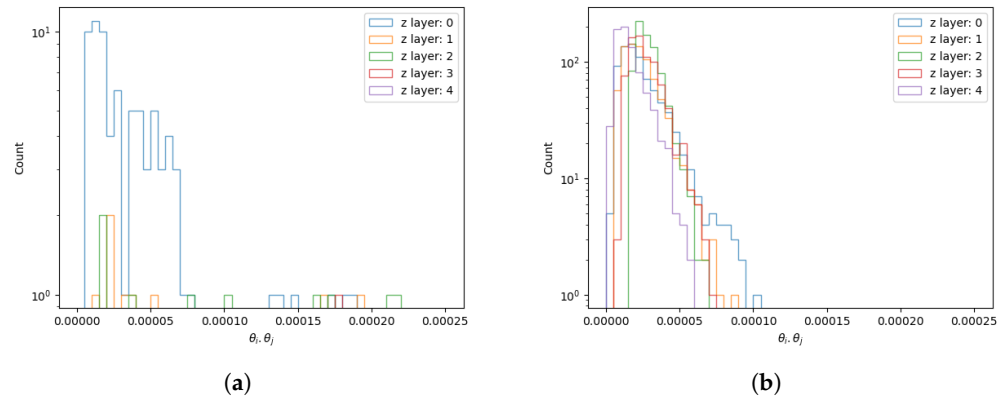 z layer: 0
z layer: 1
z layer: 2
z layer: 3
z layer: 4
10¹
10⁰
Count
0.00000 0.00005 0.00010 0.00015 0.00020 0.00025
θᵢ.θⱼ
(a)
z layer: 0
z layer: 1
z layer: 2
z layer: 3
z layer: 4
10²
10¹
10⁰
Count
0.00000 0.00005 0.00010 0.00015 0.00020 0.00025
θᵢ.θⱼ
(b)